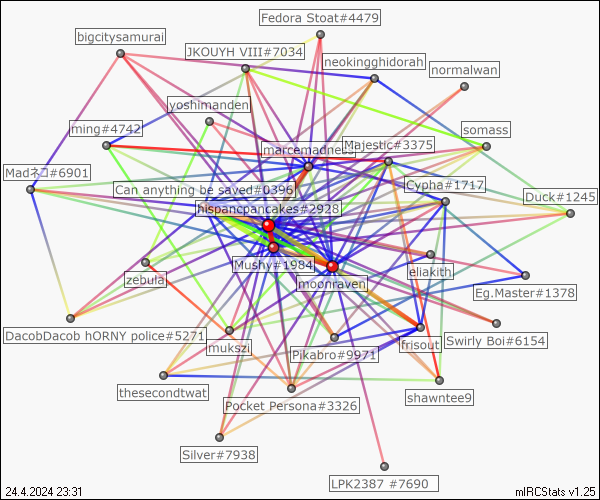 Fedora Stoat#4479
bigcitysamurai
JKOUYH VIII#7034
neokingghidorah
normalwan
yoshimanden
ming#4742
somass
marcemadness
Majestic#3375
Madネコ#6901
Can anything be saved#0396
Cypha#1717
Duck#1245
hispancpancakes#2928
Mushy#1984
eliakith
zebula
moonraven
Eg.Master#1378
DacobDacob hORNY police#5271
mukszi
Pikabro#9971
frisout
Swirly Boi#6154
thesecondtwat
Pocket Persona#3326
shawntee9
Silver#7938
LPK2387 #7690
24.4.2024 23:31
mIRCStats v1.25